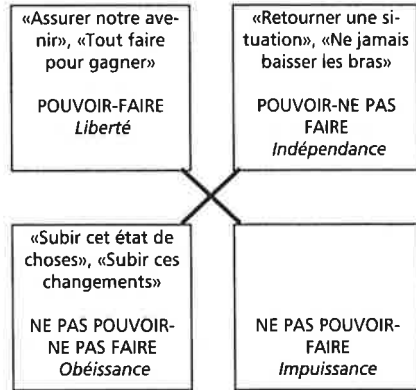 «Assurer notre ave-
nir», «Tout faire
pour gagner»
POUVOIR-FAIRE
Liberté
«Retourner une si-
tuation», «Ne jamais
baisser les bras»
POUVOIR-NE PAS
FAIRE
Indépendance
«Subir cet état de
choses», «Subir ces
changements»
NE PAS POUVOIR-
NE PAS FAIRE
Obéissance
NE PAS POUVOIR-
FAIRE
Impuissance